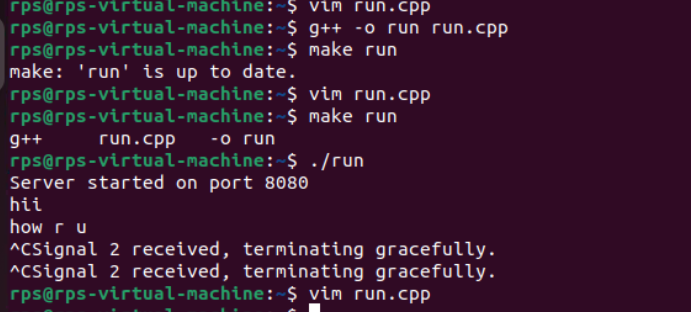 rps@rps-virtual-machine:~$ vim run.cpp
rps@rps-virtual-machine:~$ g++ -o run run.cpp
rps@rps-virtual-machine:~$ make run
make: 'run' is up to date.
rps@rps-virtual-machine:~$ vim run.cpp
rps@rps-virtual-machine:~$ make run
g++     run.cpp   -o run
rps@rps-virtual-machine:~$ ./run
Server started on port 8080
hii
how r u
^CSignal 2 received, terminating gracefully.
^CSignal 2 received, terminating gracefully.
rps@rps-virtual-machine:~$ vim run.cpp
rps@rps-virtual-machine:~$